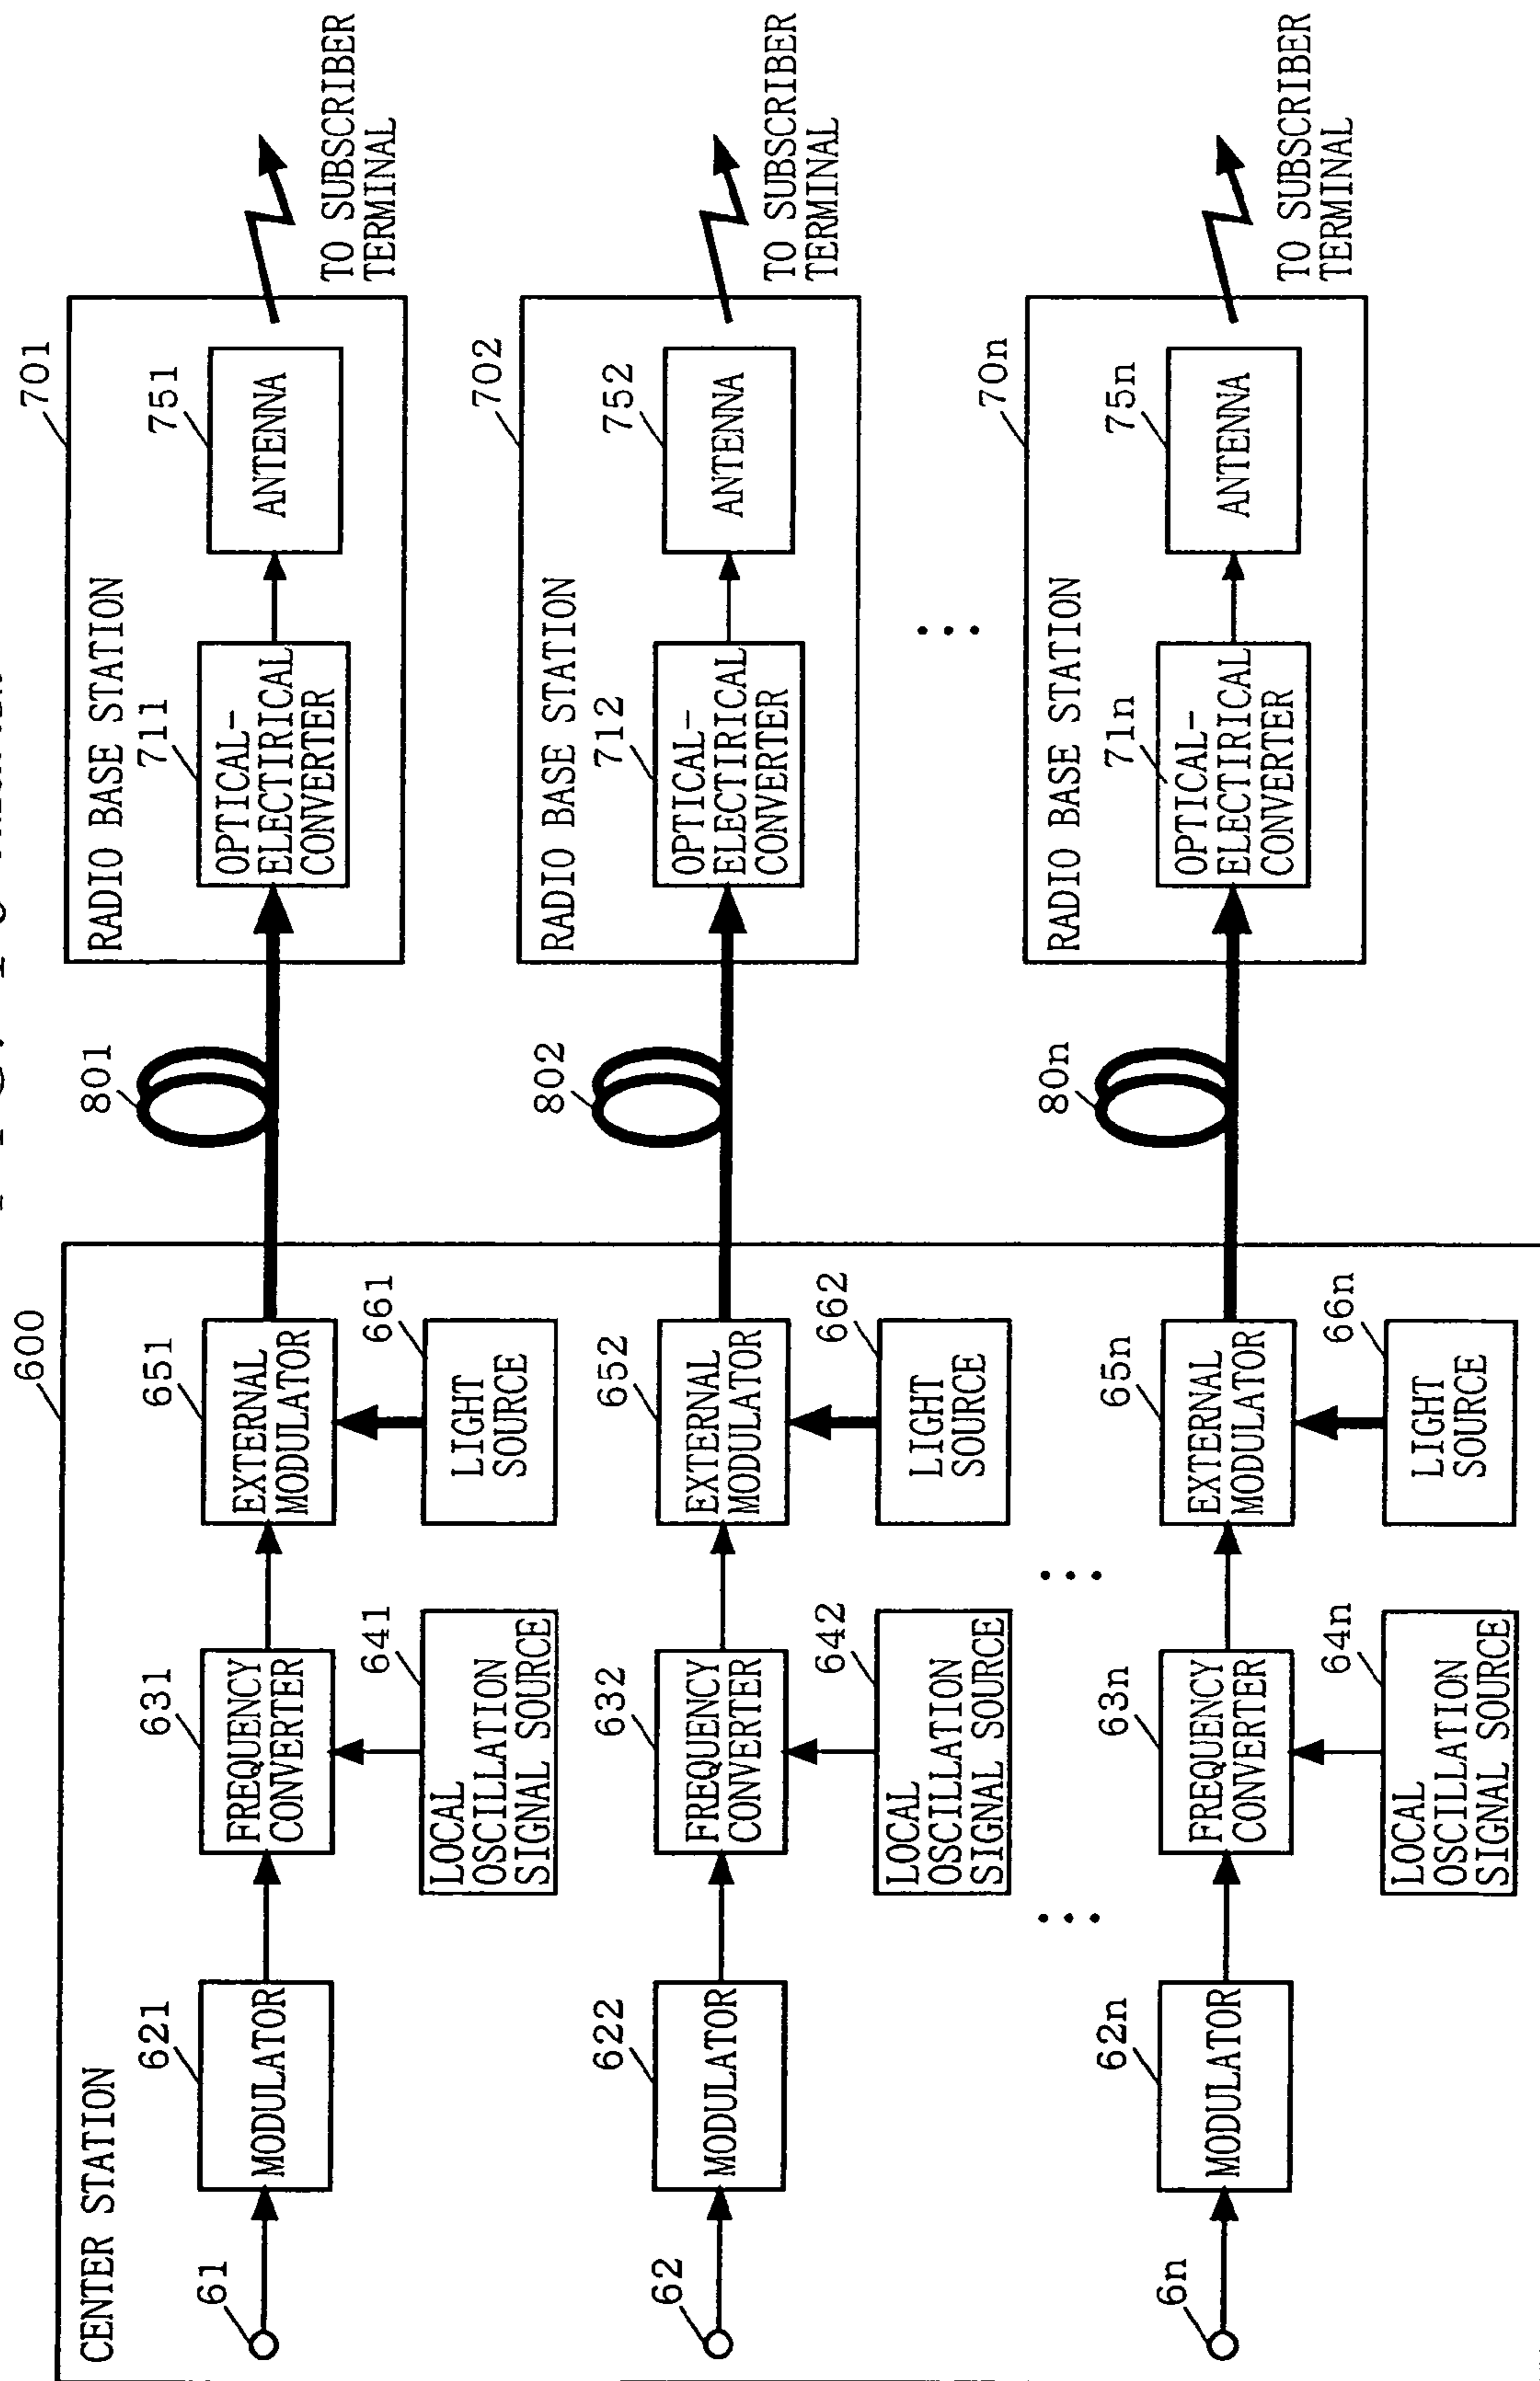 600
CENTER STATION
61
621
MODULATOR
631
FREQUENCY
CONVERTER
641
LOCAL
OSCILLATION
SIGNAL SOURCE
651
EXTERNAL
MODULATOR
661
LIGHT
SOURCE
801
701
RADIO BASE STATION
711
OPTICAL-
ELECTIRICAL
CONVERTER
751
ANTENNA
TO SUBSCRIBER
TERMINAL
62
622
MODULATOR
632
FREQUENCY
CONVERTER
642
LOCAL
OSCILLATION
SIGNAL SOURCE
652
EXTERNAL
MODULATOR
662
LIGHT
SOURCE
802
702
RADIO BASE STATION
712
OPTICAL-
ELECTIRICAL
CONVERTER
752
ANTENNA
TO SUBSCRIBER
TERMINAL
...
...
...
6n
62n
MODULATOR
63n
FREQUENCY
CONVERTER
64n
LOCAL
OSCILLATION
SIGNAL SOURCE
65n
EXTERNAL
MODULATOR
66n
LIGHT
SOURCE
80n
70n
RADIO BASE STATION
71n
OPTICAL-
ELECTIRICAL
CONVERTER
75n
ANTENNA
TO SUBSCRIBER
TERMINAL